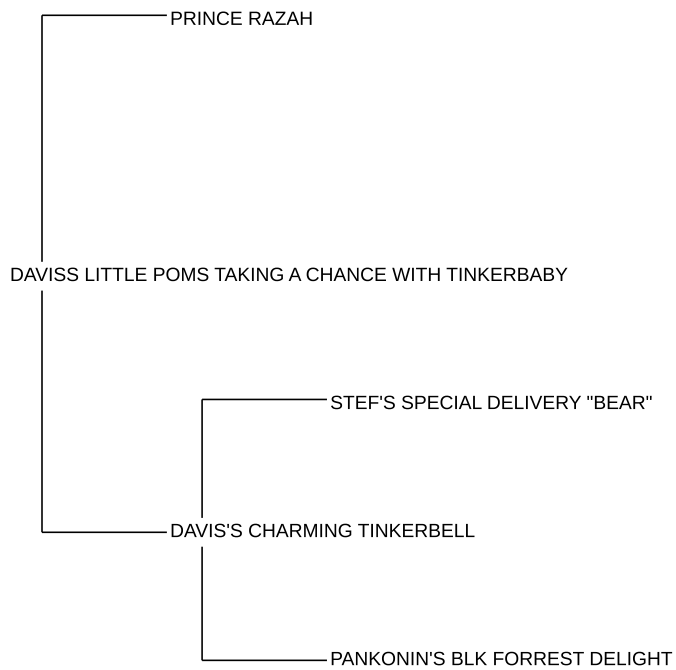 PRINCE RAZAH
DAVISS LITTLE POMS TAKING A CHANCE WITH TINKERBABY
STEF'S SPECIAL DELIVERY "BEAR"
DAVIS'S CHARMING TINKERBELL
PANKONIN'S BLK FORREST DELIGHT